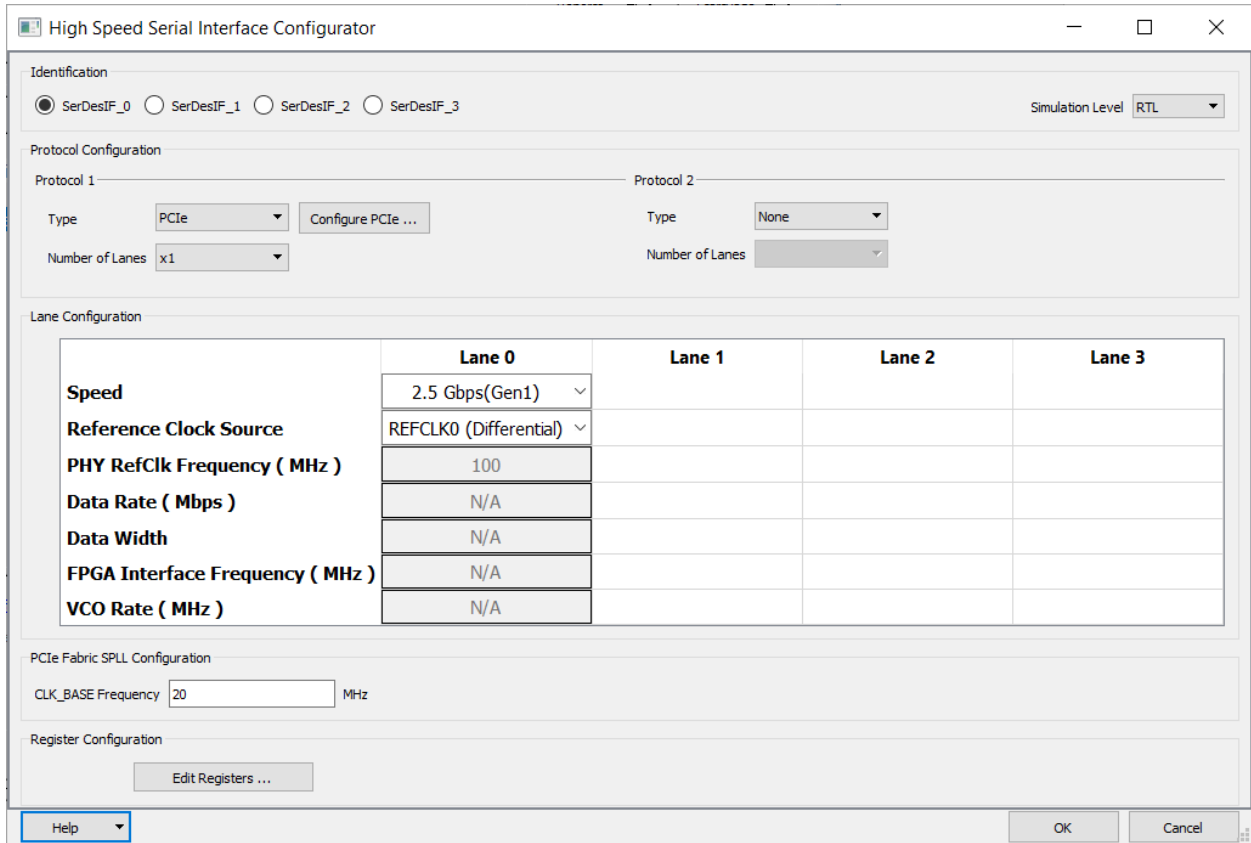 High Speed Serial Interface Configurator
Identification
SerDesIF_0 SerDesIF_1 SerDesIF_2 SerDesIF_3 Simulation Level RTL
Protocol Configuration
Protocol 1 Protocol 2
Type PCIe Configure PCIe ... Type None
Number of Lanes x1 Number of Lanes
Lane Configuration
Lane 0 Lane 1 Lane 2 Lane 3
Speed 2.5 Gbps(Gen1)
Reference Clock Source REFCLK0 (Differential)
PHY RefClk Frequency ( MHz ) 100
Data Rate ( Mbps ) N/A
Data Width N/A
FPGA Interface Frequency ( MHz ) N/A
VCO Rate ( MHz ) N/A
PCIe Fabric SPLL Configuration
CLK_BASE Frequency 20 MHz
Register Configuration
Edit Registers ...
Help OK Cancel